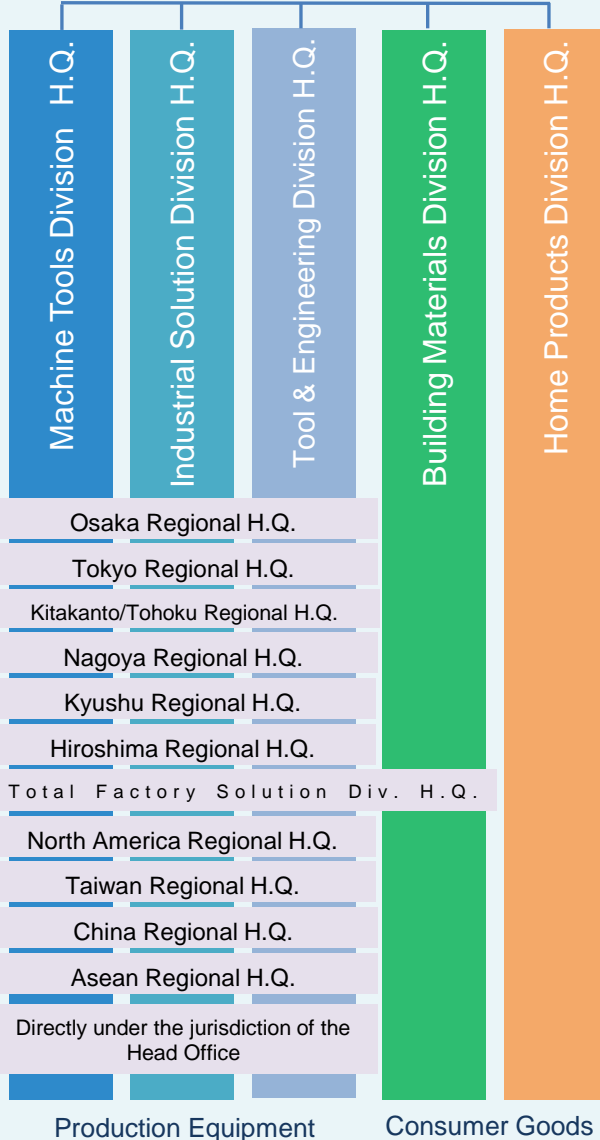 Machine Tools Division H.Q.
Industrial Solution Division H.Q.
Tool & Engineering Division H.Q.
Building Materials Division H.Q.
Home Products Division H.Q.
Osaka Regional H.Q.
Tokyo Regional H.Q.
Kitakanto/Tohoku Regional H.Q.
Nagoya Regional H.Q.
Kyushu Regional H.Q.
Hiroshima Regional H.Q.
Total Factory Solution Div. H.Q.
North America Regional H.Q.
Taiwan Regional H.Q.
China Regional H.Q.
Asean Regional H.Q.
Directly under the jurisdiction of the
Head Office
Production Equipment
Consumer Goods